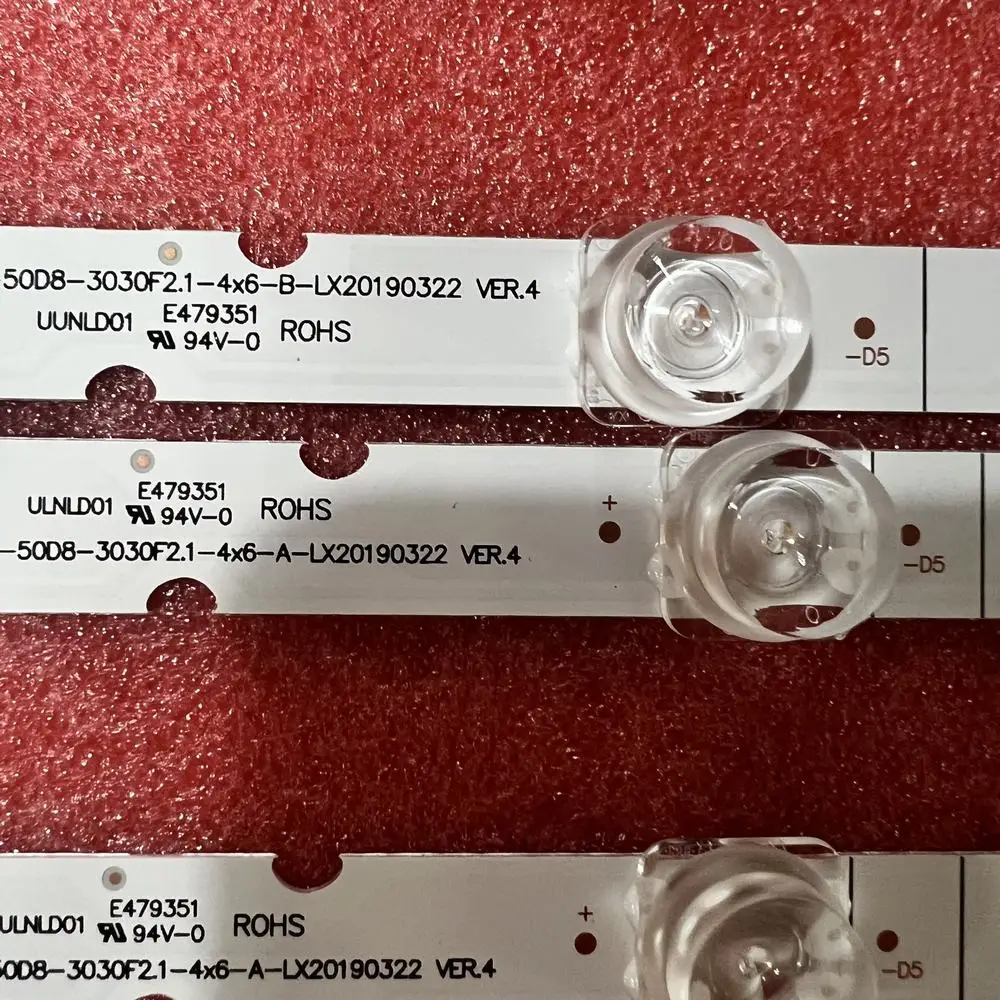 -50D8-3030F2.1-4x6-B-LX20190322 VER.4
UUNLD01 E479351 94V-0 ROHS
-D5
E479351
ULNLD01 94V-0 ROHS
+
-50D8-3030F2.1-4x6-A-LX20190322 VER.4
-D5
E479351
ULNLD01 94V-0 ROHS
+
50D8-3030F2.1-4x6-A-LX20190322 VER.4
-D5